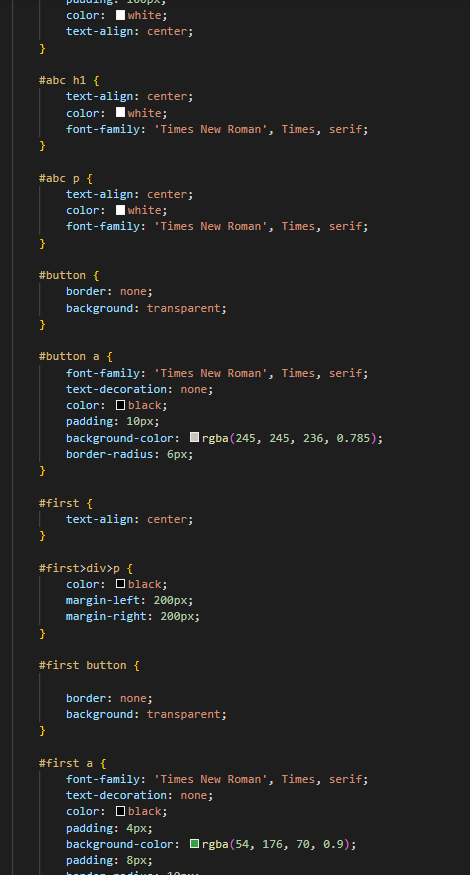 padding: 100px;
color: white;
text-align: center;
}
#abc h1 {
text-align: center;
color: white;
font-family: 'Times New Roman', Times, serif;
}
#abc p {
text-align: center;
color: white;
font-family: 'Times New Roman', Times, serif;
}
#button {
border: none;
background: transparent;
}
#button a {
font-family: 'Times New Roman', Times, serif;
text-decoration: none;
color: black;
padding: 10px;
background-color: rgba(245, 245, 236, 0.785);
border-radius: 6px;
}
#first {
text-align: center;
}
#first>div>p {
color: black;
margin-left: 200px;
margin-right: 200px;
}
#first button {
border: none;
background: transparent;
}
#first a {
font-family: 'Times New Roman', Times, serif;
text-decoration: none;
color: black;
padding: 4px;
background-color: rgba(54, 176, 70, 0.9);
padding: 8px;
border-radius: 10px;